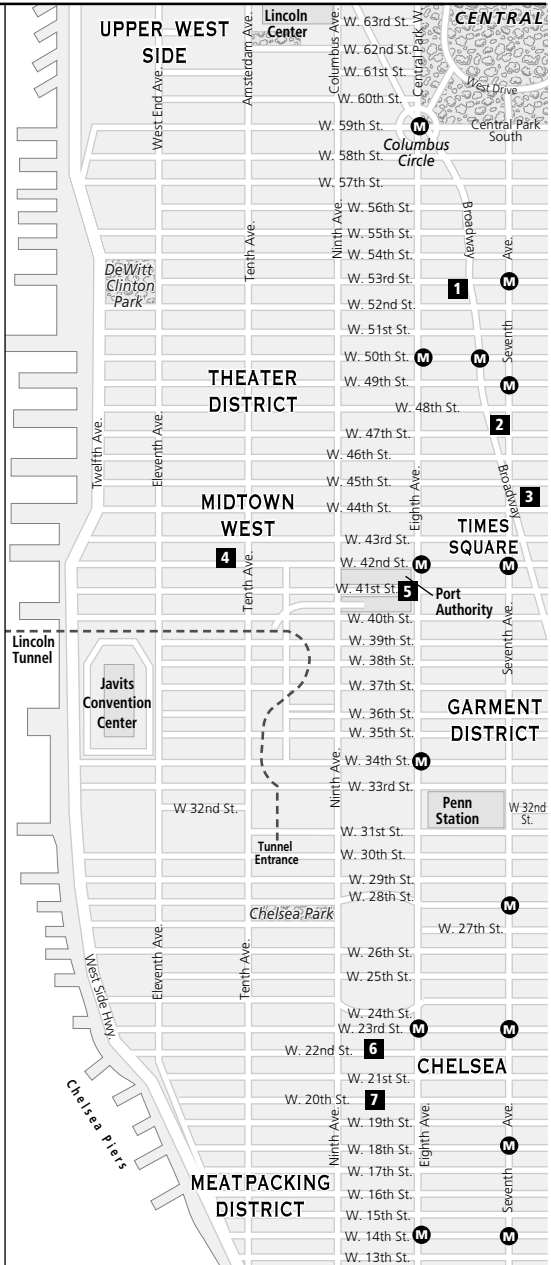 UPPER WEST
SIDE
Lincoln
Center
CENTRAL
West Drive
Central Park
South
Amsterdam Ave.
Columbus Ave.
Central Park W.
West End Ave.
W. 63rd St.
W. 62nd St.
W. 61st St.
W. 60th St.
W. 59th St.
M
Columbus
Circle
W. 58th St.
W. 57th St.
W. 56th St.
W. 55th St.
W. 54th St.
W. 53rd St.
W. 52nd St.
W. 51st St.
W. 50th St.
W. 49th St.
W. 48th St.
W. 47th St.
W. 46th St.
W. 45th St.
W. 44th St.
W. 43rd St.
W. 42nd St.
W. 41st St.
W. 40th St.
W. 39th St.
W. 38th St.
W. 37th St.
W. 36th St.
W. 35th St.
W. 34th St.
W. 33rd St.
W 32nd St.
W 32nd
St.
W. 31st St.
W. 30th St.
W. 29th St.
W. 28th St.
W. 27th St.
W. 26th St.
W. 25th St.
W. 24th St.
W. 23rd St.
W. 22nd St.
W. 21st St.
W. 20th St.
W. 19th St.
W. 18th St.
W. 17th St.
W. 16th St.
W. 15th St.
W. 14th St.
W. 13th St.
Tenth Ave.
Ninth Ave.
Broadway
Seventh Ave.
DeWitt
Clinton
Park
1
M
M
M
M
THEATER
DISTRICT
2
Twelfth Ave.
Eleventh Ave.
Eighth Ave.
Broadway
3
MIDTOWN
WEST
TIMES
SQUARE
4
Tenth Ave.
M
M
5
Port
Authority
Seventh Ave.
Lincoln
Tunnel
Javits
Convention
Center
GARMENT
DISTRICT
Ninth Ave.
M
Penn
Station
Tunnel
Entrance
Chelsea Park
M
Eleventh Ave.
Tenth Ave.
West Side Hwy.
M
M
6
CHELSEA
7
Chelsea Piers
Ninth Ave.
Eighth Ave.
Seventh Ave.
M
MEATPACKING
DISTRICT
M
M